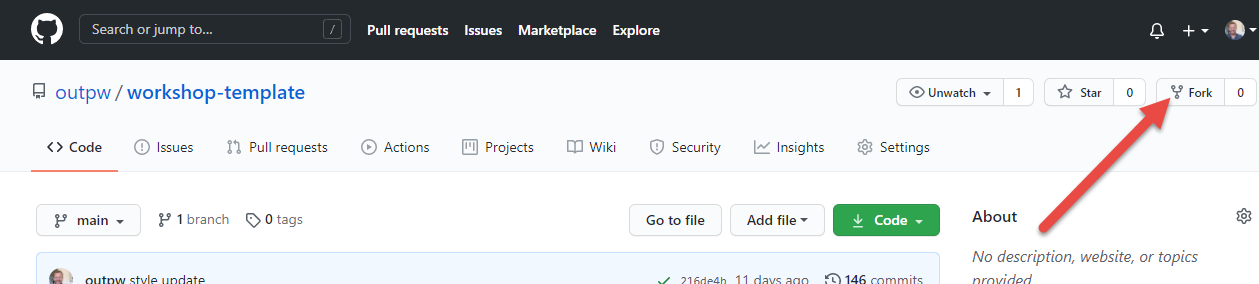 Search or jump to... / Pull requests Issues Marketplace Explore
outpw / workshop-template Unwatch 1 Star 0 Fork 0
Code Issues Pull requests Actions Projects Wiki Security Insights Settings
main 1 branch 0 tags Go to file Add file Code About
No description, website, or topics
outpw style update 216de4b 11 days ago 146 commits
provided.